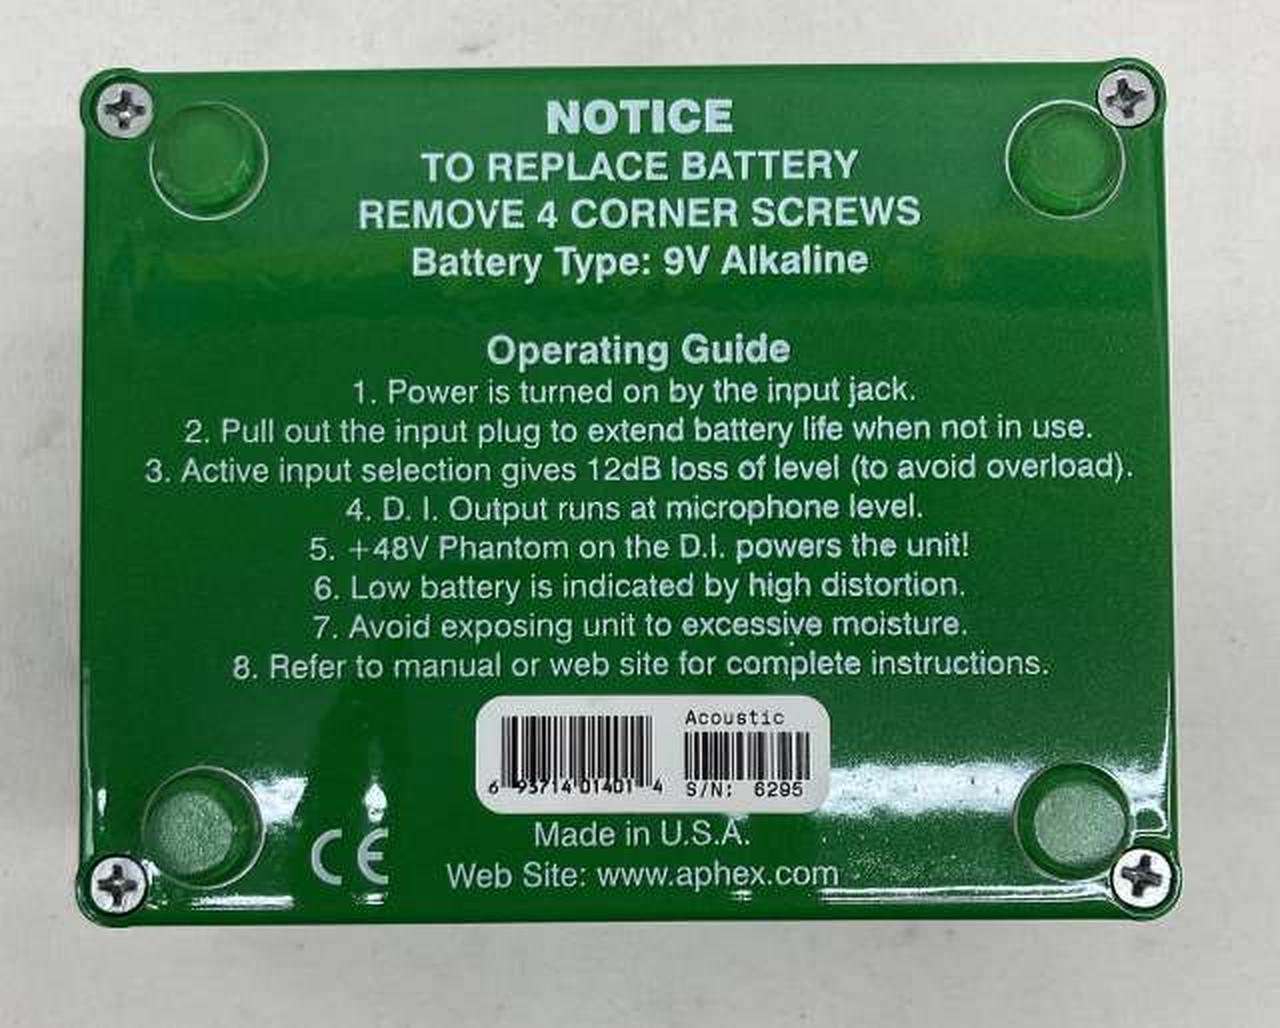 NOTICE
TO REPLACE BATTERY
REMOVE 4 CORNER SCREWS
Battery Type: 9V Alkaline
Operating Guide
1. Power is turned on by the input jack.
2. Pull out the input plug to extend battery life when not in use.
3. Active input selection gives 12dB loss of level (to avoid overload).
4. D. I. Output runs at microphone level.
5. +48V Phantom on the D.I. powers the unit!
6. Low battery is indicated by high distortion.
7. Avoid exposing unit to excessive moisture.
8. Refer to manual or web site for complete instructions.
Acoustic
6 93714 01401 4
S/N: 6295
Made in U.S.A.
CE
Web Site: www.aphex.com